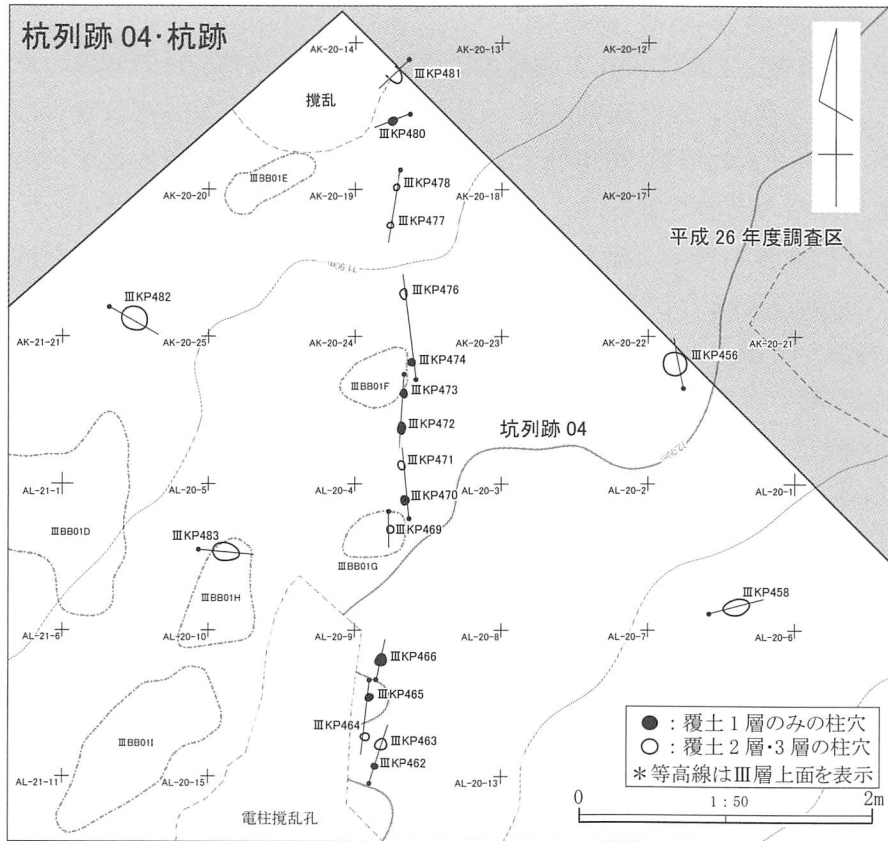 杭列跡 04・杭跡
AK-20-14
AK-20-13
AK-20-12
ⅢKP481
攪乱
ⅢKP480
ⅢBB01E
ⅢKP478
AK-20-20
AK-20-19
AK-20-18
AK-20-17
ⅢKP477
平成 26 年度調査区
11.90m
ⅢKP476
ⅢKP482
AK-21-21
AK-20-25
AK-20-24
AK-20-23
AK-20-22
AK-20-21
ⅢKP456
ⅢKP474
ⅢBB01F
ⅢKP473
ⅢKP472
坑列跡 04
12.00m
ⅢKP471
AL-21-1
AL-20-5
AL-20-4
AL-20-3
AL-20-2
AL-20-1
ⅢKP470
ⅢBB01D
ⅢKP483
ⅢKP469
ⅢBB01G
ⅢBB01H
ⅢKP458
AL-21-6
AL-20-10
AL-20-9
AL-20-8
AL-20-7
AL-20-6
ⅢKP466
ⅢKP465
ⅢKP464
ⅢKP463
ⅢBB01I
ⅢKP462
AL-21-11
AL-20-15
AL-20-13
電柱攪乱孔
● : 覆土 1 層のみの柱穴
○ : 覆土 2 層・3 層の柱穴
＊等高線はⅢ層上面を表示
0 1 : 50 2m